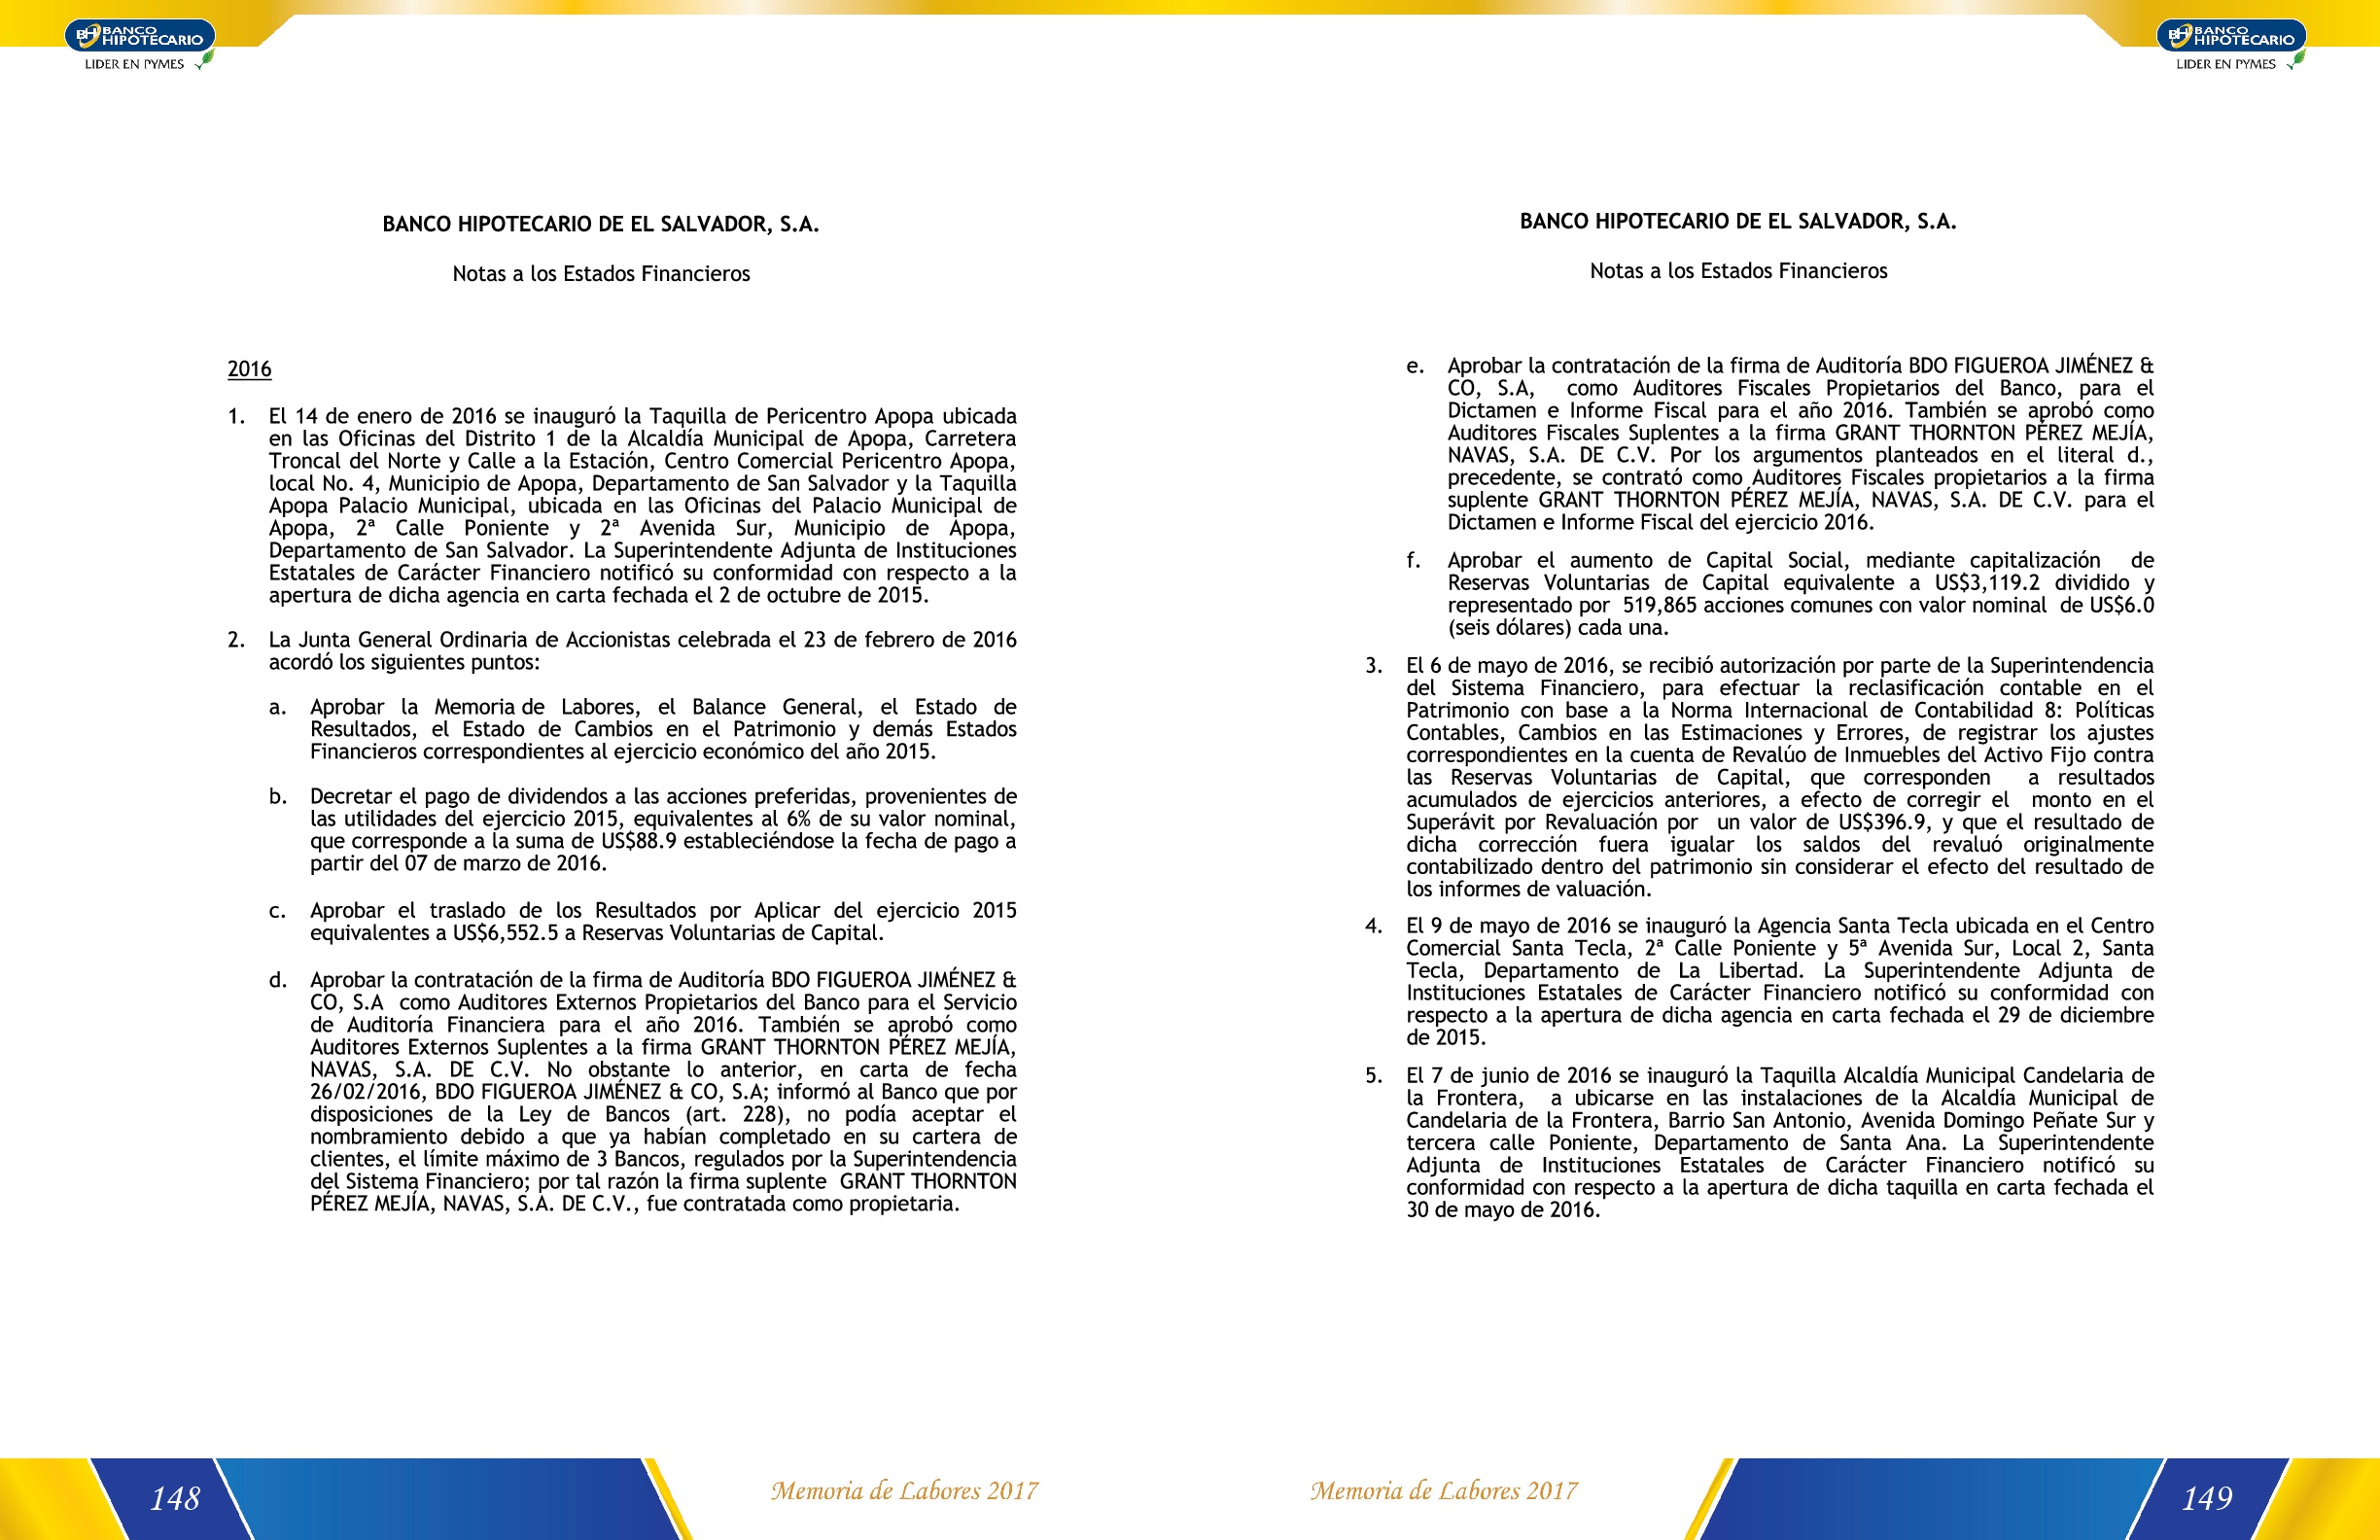 BH BANCO
HIPOTECARIO
LIDER EN PYMES
BANCO HIPOTECARIO DE EL SALVADOR, S.A.
Notas a los Estados Financieros
2016
1. El 14 de enero de 2016 se inauguró la Taquilla de Pericentro Apopa ubicada
en las Oficinas del Distrito 1 de la Alcaldía Municipal de Apopa, Carretera
Troncal del Norte y Calle a la Estación, Centro Comercial Pericentro Apopa,
local No. 4, Municipio de Apopa, Departamento de San Salvador y la Taquilla
Apopa Palacio Municipal, ubicada en las Oficinas del Palacio Municipal de
Apopa, 2ª Calle Poniente y 2ª Avenida Sur, Municipio de Apopa,
Departamento de San Salvador. La Superintendente Adjunta de Instituciones
Estatales de Carácter Financiero notificó su conformidad con respecto a la
apertura de dicha agencia en carta fechada el 2 de octubre de 2015.
2. La Junta General Ordinaria de Accionistas celebrada el 23 de febrero de 2016
acordó los siguientes puntos:
a. Aprobar la Memoria de Labores, el Balance General, el Estado de
Resultados, el Estado de Cambios en el Patrimonio y demás Estados
Financieros correspondientes al ejercicio económico del año 2015.
b. Decretar el pago de dividendos a las acciones preferidas, provenientes de
las utilidades del ejercicio 2015, equivalentes al 6% de su valor nominal,
que corresponde a la suma de US$88.9 estableciéndose la fecha de pago a
partir del 07 de marzo de 2016.
c. Aprobar el traslado de los Resultados por Aplicar del ejercicio 2015
equivalentes a US$6,552.5 a Reservas Voluntarias de Capital.
d. Aprobar la contratación de la firma de Auditoría BDO FIGUEROA JIMÉNEZ &
CO, S.A como Auditores Externos Propietarios del Banco para el Servicio
de Auditoría Financiera para el año 2016. También se aprobó como
Auditores Externos Suplentes a la firma GRANT THORNTON PÉREZ MEJÍA,
NAVAS, S.A. DE C.V. No obstante lo anterior, en carta de fecha
26/02/2016, BDO FIGUEROA JIMÉNEZ & CO, S.A; informó al Banco que por
disposiciones de la Ley de Bancos (art. 228), no podía aceptar el
nombramiento debido a que ya habían completado en su cartera de
clientes, el límite máximo de 3 Bancos, regulados por la Superintendencia
del Sistema Financiero; por tal razón la firma suplente GRANT THORNTON
PÉREZ MEJÍA, NAVAS, S.A. DE C.V., fue contratada como propietaria.
148
Memoria de Labores 2017
BH BANCO
HIPOTECARIO
LIDER EN PYMES
BANCO HIPOTECARIO DE EL SALVADOR, S.A.
Notas a los Estados Financieros
e. Aprobar la contratación de la firma de Auditoría BDO FIGUEROA JIMÉNEZ &
CO, S.A, como Auditores Fiscales Propietarios del Banco, para el
Dictamen e Informe Fiscal para el año 2016. También se aprobó como
Auditores Fiscales Suplentes a la firma GRANT THORNTON PÉREZ MEJÍA,
NAVAS, S.A. DE C.V. Por los argumentos planteados en el literal d.,
precedente, se contrató como Auditores Fiscales propietarios a la firma
suplente GRANT THORNTON PÉREZ MEJÍA, NAVAS, S.A. DE C.V. para el
Dictamen e Informe Fiscal del ejercicio 2016.
f. Aprobar el aumento de Capital Social, mediante capitalización de
Reservas Voluntarias de Capital equivalente a US$3,119.2 dividido y
representado por 519,865 acciones comunes con valor nominal de US$6.0
(seis dólares) cada una.
3. El 6 de mayo de 2016, se recibió autorización por parte de la Superintendencia
del Sistema Financiero, para efectuar la reclasificación contable en el
Patrimonio con base a la Norma Internacional de Contabilidad 8: Políticas
Contables, Cambios en las Estimaciones y Errores, de registrar los ajustes
correspondientes en la cuenta de Revalúo de Inmuebles del Activo Fijo contra
las Reservas Voluntarias de Capital, que corresponden a resultados
acumulados de ejercicios anteriores, a efecto de corregir el monto en el
Superávit por Revaluación por un valor de US$396.9, y que el resultado de
dicha corrección fuera igualar los saldos del revaluó originalmente
contabilizado dentro del patrimonio sin considerar el efecto del resultado de
los informes de valuación.
4. El 9 de mayo de 2016 se inauguró la Agencia Santa Tecla ubicada en el Centro
Comercial Santa Tecla, 2ª Calle Poniente y 5ª Avenida Sur, Local 2, Santa
Tecla, Departamento de La Libertad. La Superintendente Adjunta de
Instituciones Estatales de Carácter Financiero notificó su conformidad con
respecto a la apertura de dicha agencia en carta fechada el 29 de diciembre
de 2015.
5. El 7 de junio de 2016 se inauguró la Taquilla Alcaldía Municipal Candelaria de
la Frontera, a ubicarse en las instalaciones de la Alcaldía Municipal de
Candelaria de la Frontera, Barrio San Antonio, Avenida Domingo Peñate Sur y
tercera calle Poniente, Departamento de Santa Ana. La Superintendente
Adjunta de Instituciones Estatales de Carácter Financiero notificó su
conformidad con respecto a la apertura de dicha taquilla en carta fechada el
30 de mayo de 2016.
Memoria de Labores 2017
149